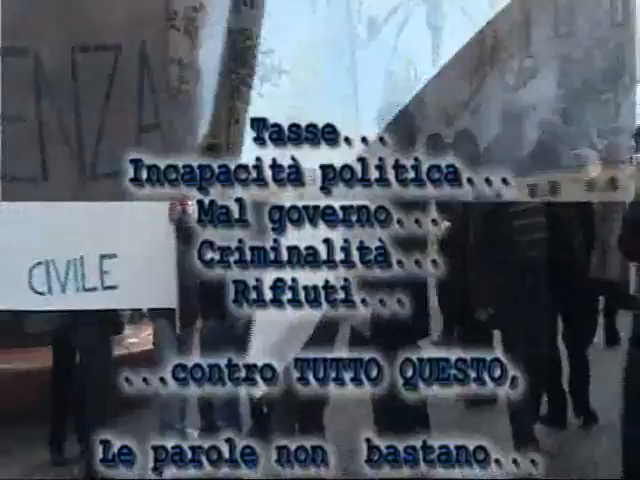 ENZA
Tasse...
Incapacità politica...
Mal governo...
Criminalità...
CIVILE
Rifiuti...
...contro TUTTO QUESTO,
Le parole non bastano...